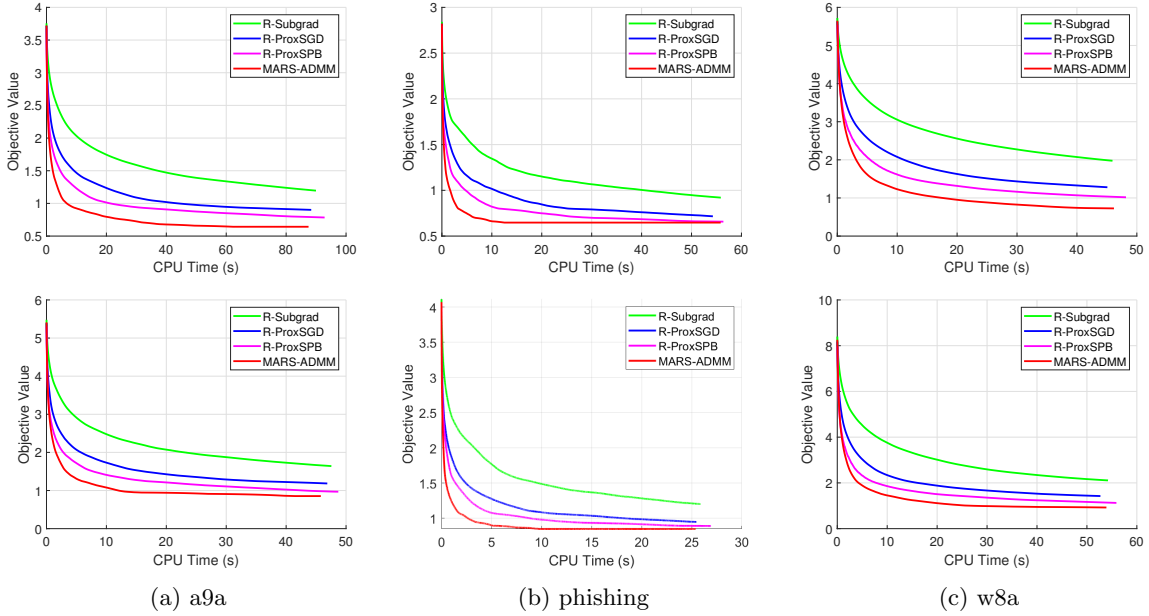 R-Subgrad
R-ProxSGD
R-ProxSPB
MARS-ADMM
Objective Value
4
3.5
3
2.5
2
1.5
1
0.5
0 20 40 60 80 100
CPU Time (s)
R-Subgrad
R-ProxSGD
R-ProxSPB
MARS-ADMM
Objective Value
3
2.5
2
1.5
1
0.5
0 10 20 30 40 50 60
CPU Time (s)
R-Subgrad
R-ProxSGD
R-ProxSPB
MARS-ADMM
Objective Value
6
5
4
3
2
1
0
0 10 20 30 40 50
CPU Time (s)
R-Subgrad
R-ProxSGD
R-ProxSPB
MARS-ADMM
Objective Value
6
5
4
3
2
1
0
0 10 20 30 40 50
CPU Time (s)
R-Subgrad
R-ProxSGD
R-ProxSPB
MARS-ADMM
Objective Value
4
3.5
3
2.5
2
1.5
1
0 5 10 15 20 25 30
CPU Time (s)
R-Subgrad
R-ProxSGD
R-ProxSPB
MARS-ADMM
Objective Value
10
8
6
4
2
0
0 10 20 30 40 50 60
CPU Time (s)
(a) a9a
(b) phishing
(c) w8a